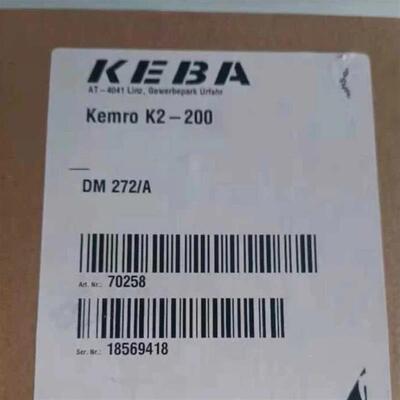 KEBA
AT-4041 Linz, Gewerbepark Urfahr
Kemro K2-200
DM 272/A
Art. Nr.: 70258
Ser. Nr.: 18569418